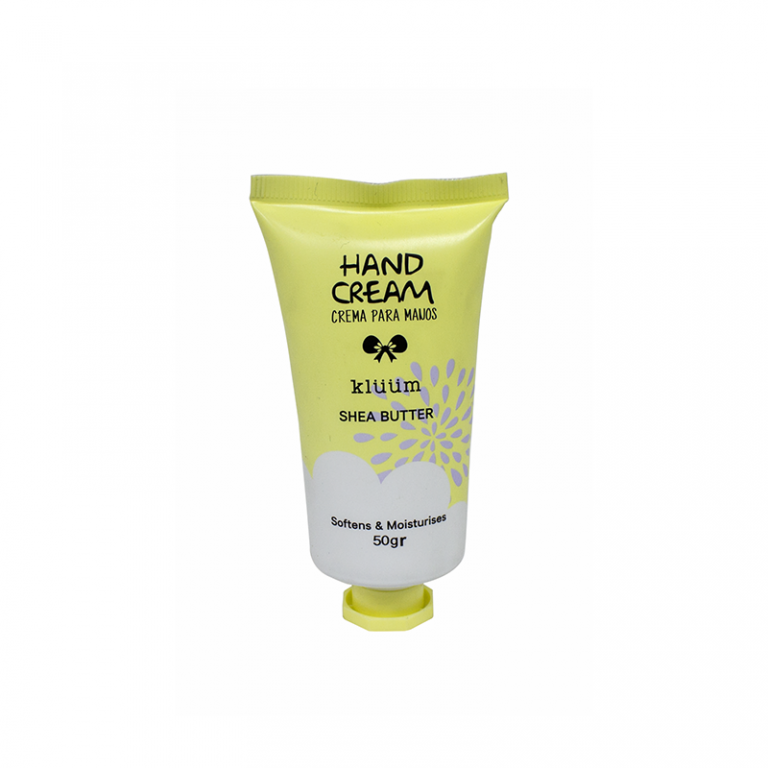 HAND
CREAM
CREMA PARA MANOS
klüüm
SHEA BUTTER
Softens & Moisturises
50gr